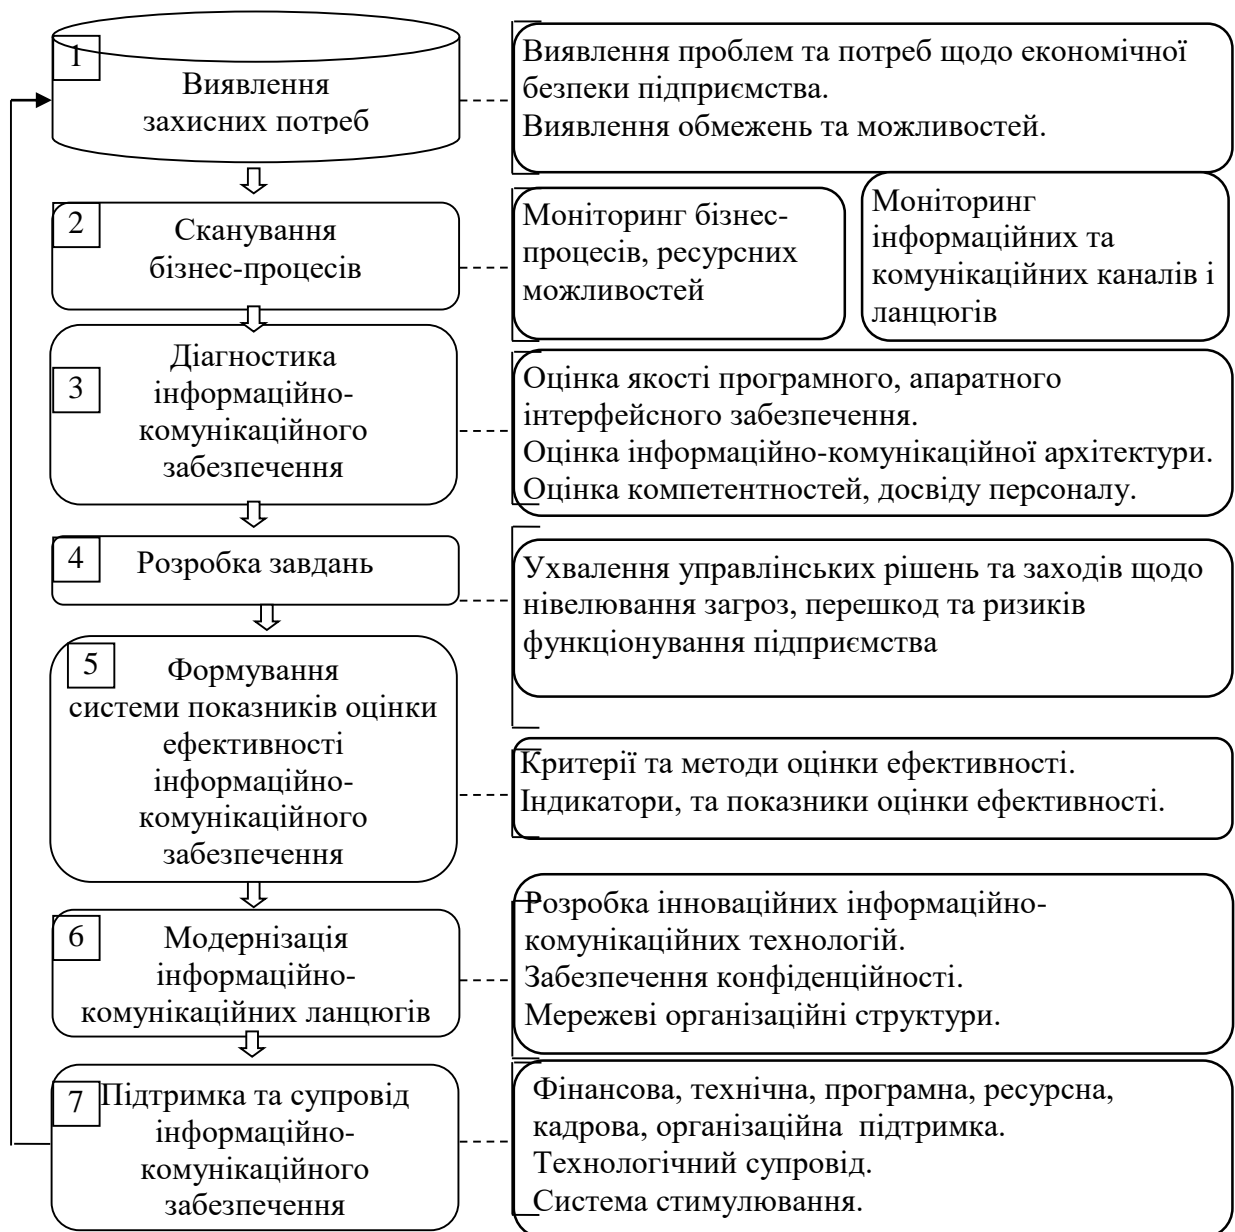 1
Виявлення
захисних потреб
Виявлення проблем та потреб щодо економічної
безпеки підприємства.
Виявлення обмежень та можливостей.
2
Сканування
бізнес-процесів
Моніторинг бізнес-
процесів, ресурсних
можливостей
Моніторинг
інформаційних та
комунікаційних каналів і
ланцюгів
3
Діагностика
інформаційно-
комунікаційного
забезпечення
Оцінка якості програмного, апаратного
інтерфейсного забезпечення.
Оцінка інформаційно-комунікаційної архітектури.
Оцінка компетентностей, досвіду персоналу.
4
Розробка завдань
Ухвалення управлінських рішень та заходів щодо
нівелювання загроз, перешкод та ризиків
функціонування підприємства
5
Формування
системи показників оцінки
ефективності
інформаційно-
комунікаційного
забезпечення
Критерії та методи оцінки ефективності.
Індикатори, та показники оцінки ефективності.
6
Модернізація
інформаційно-
комунікаційних ланцюгів
Розробка інноваційних інформаційно-
комунікаційних технологій.
Забезпечення конфіденційності.
Мережеві організаційні структури.
7
Підтримка та супровід
інформаційно-
комунікаційного
забезпечення
Фінансова, технічна, програмна, ресурсна,
кадрова, організаційна підтримка.
Технологічний супровід.
Система стимулювання.